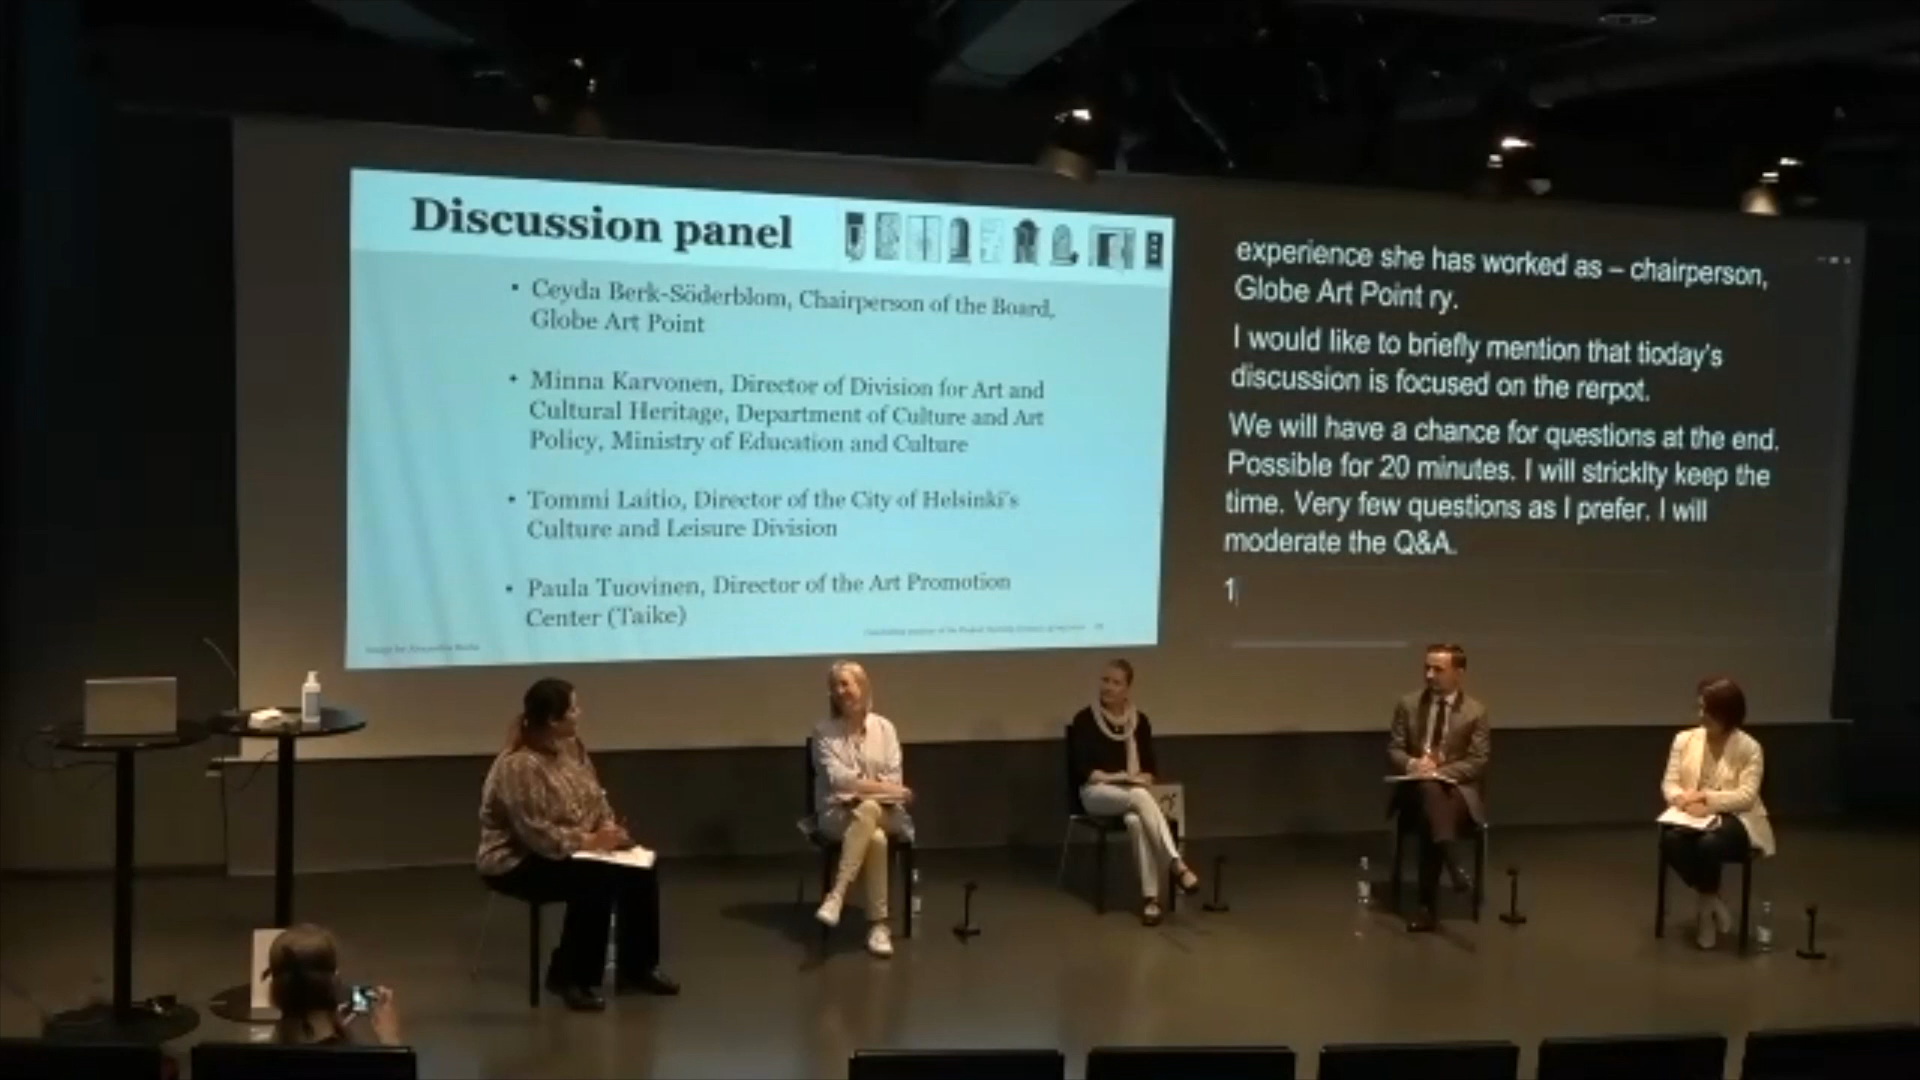 Discussion panel
• Ceyda Berk-Söderblom, Chairperson of the Board,
Globe Art Point
• Minna Karvonen, Director of Division for Art and
Cultural Heritage, Department of Culture and Art
Policy, Ministry of Education and Culture
• Tommi Laitio, Director of the City of Helsinki's
Culture and Leisure Division
• Paula Tuovinen, Director of the Art Promotion
Center (Taike)
experience she has worked as – chairperson,
Globe Art Point ry.
I would like to briefly mention that tioday's
discussion is focused on the rerpot.
We will have a chance for questions at the end.
Possible for 20 minutes. I will stricklty keep the
time. Very few questions as I prefer. I will
moderate the Q&A.
1